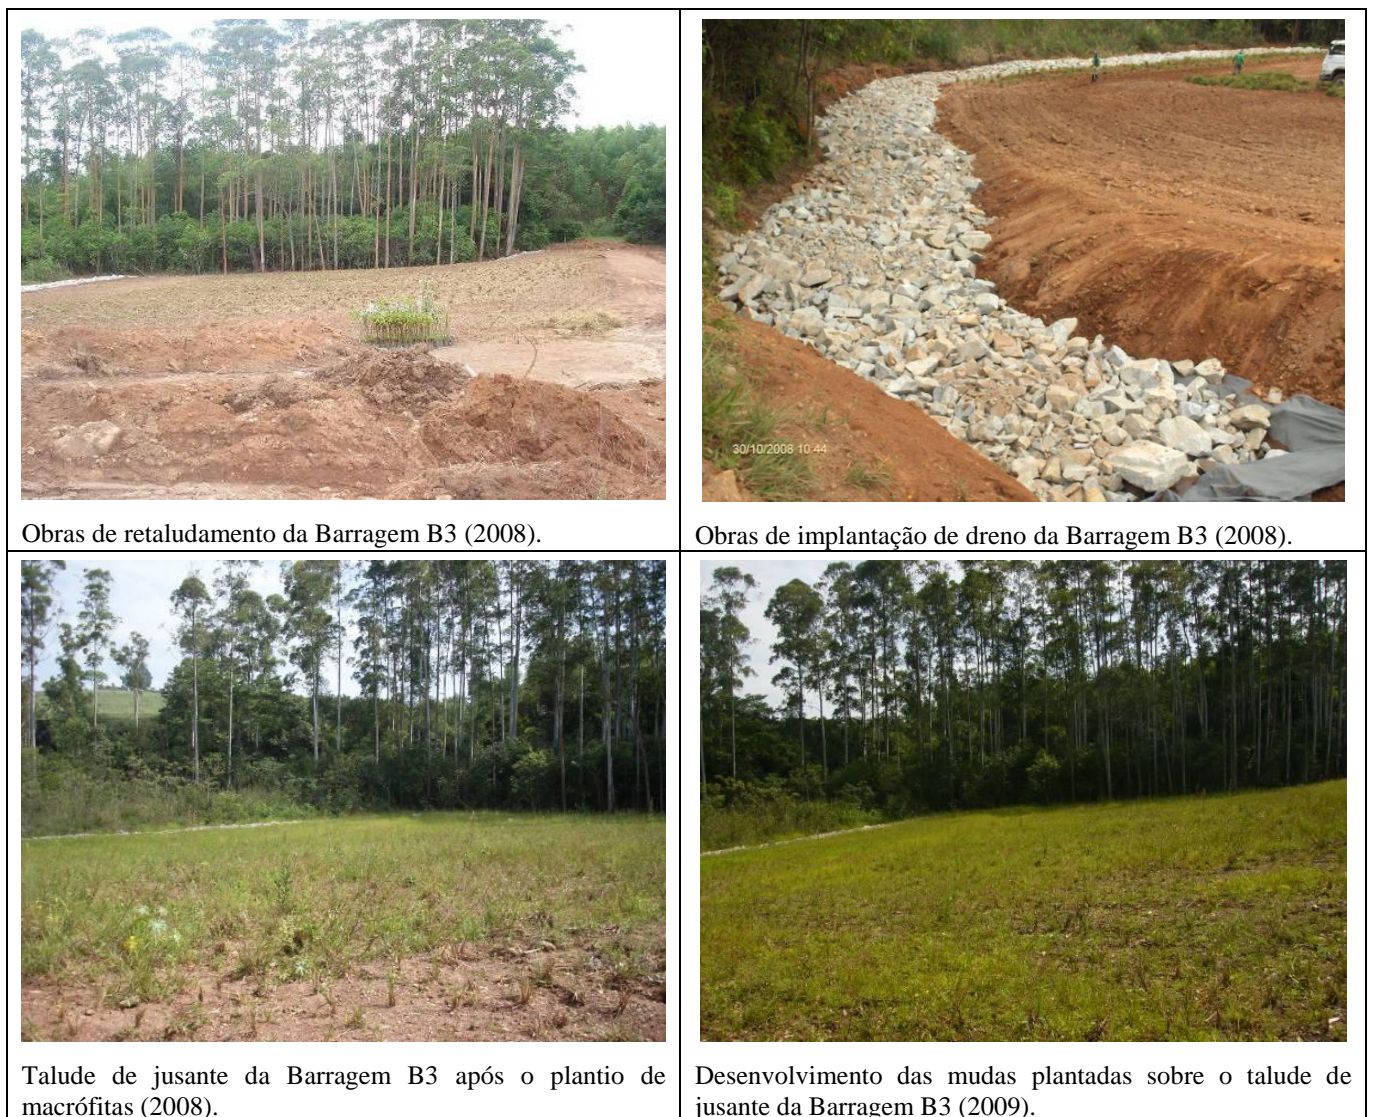 Obras de retaludamento da Barragem B3 (2008).
30/10/2008 10:44
Obras de implantação de dreno da Barragem B3 (2008).
Talude de jusante da Barragem B3 após o plantio de
macrófitas (2008).
Desenvolvimento das mudas plantadas sobre o talude de
jusante da Barragem B3 (2009).